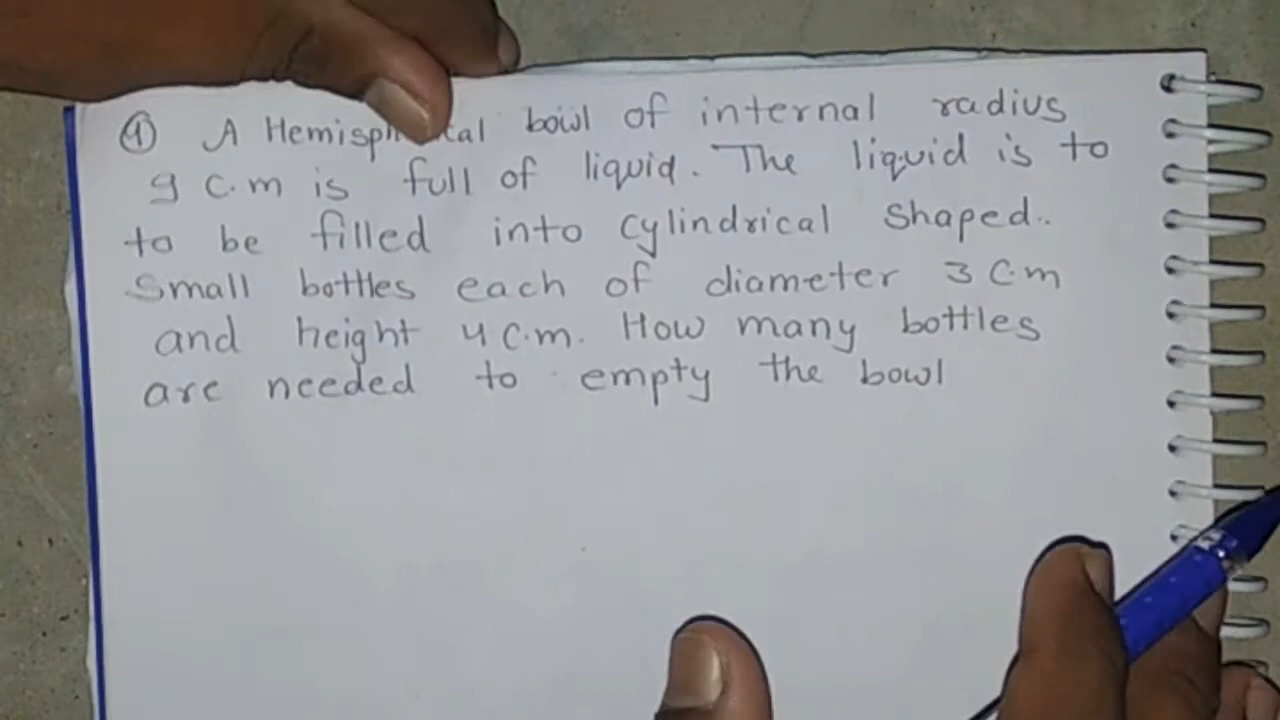 ① A Hemispherical bowl of internal radius
9 c.m is full of liquid. The liquid is to
to be filled into cylindrical shaped..
Small bottles each of diameter 3 c.m
and height 4 c.m. How many bottles
are needed to empty the bowl